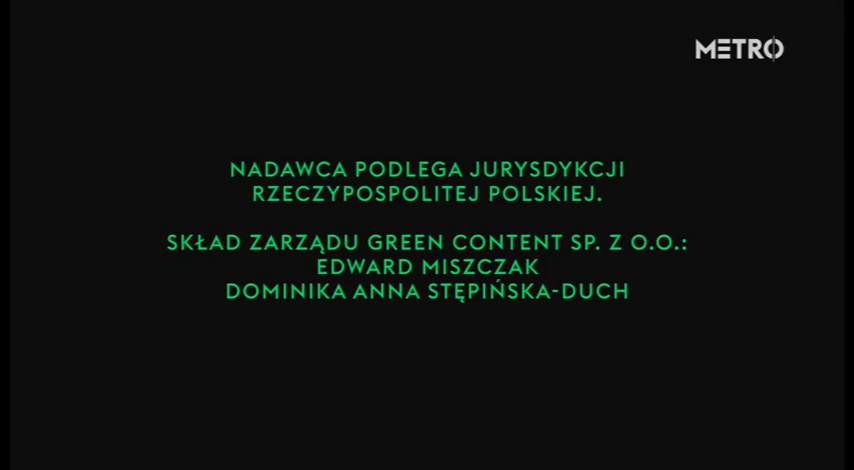 METRO
NADAWCA PODLEGA JURYSDYKCJI
RZECZYPOSPOLITEJ POLSKIEJ.
SKŁAD ZARZĄDU GREEN CONTENT SP. Z O.O.:
EDWARD MISZCZAK
DOMINIKA ANNA STĘPIŃSKA-DUCH